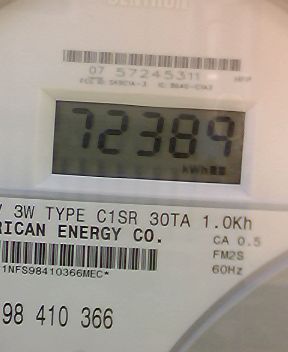 CENTRON
07 57245311
72389
kWh
V 3W TYPE C1SR 30TA 1.0Kh
RICAN ENERGY CO.
CA 0.5
FM2S
60Hz
1NFS98410366MEC*
98 410 366